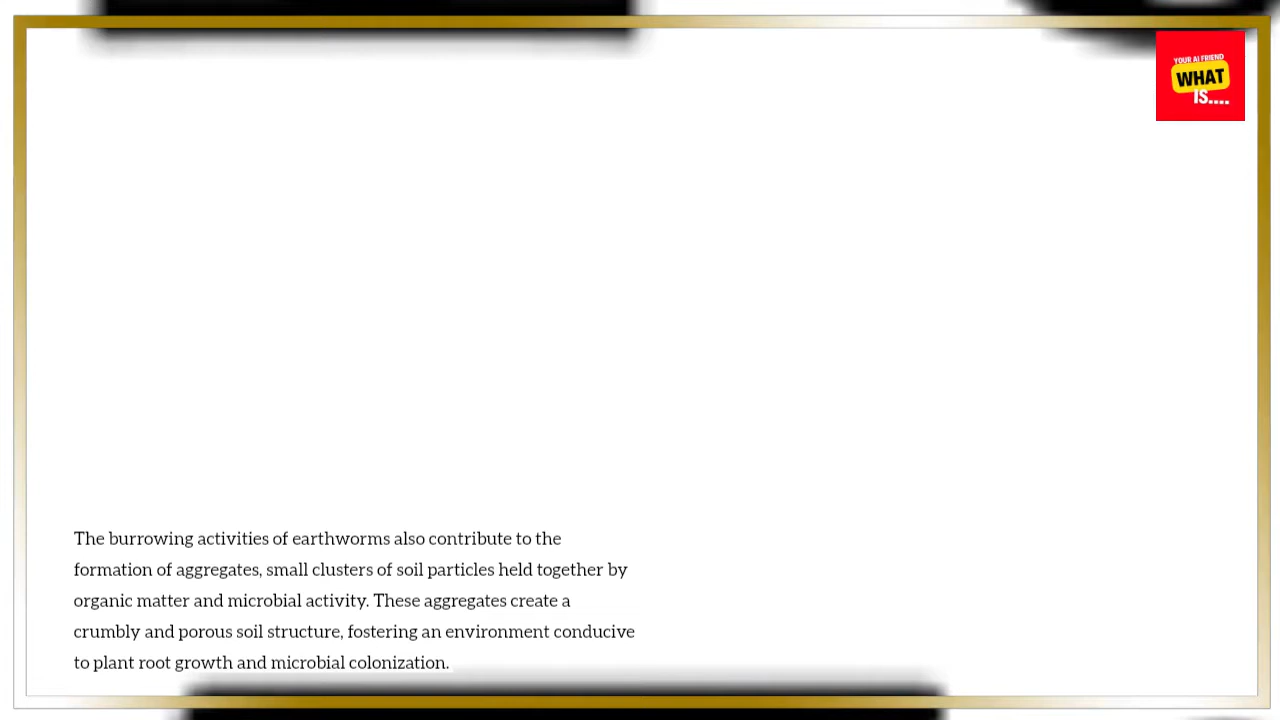 YOUR AI FRIEND
WHAT
IS....
The burrowing activities of earthworms also contribute to the
formation of aggregates, small clusters of soil particles held together by
organic matter and microbial activity. These aggregates create a
crumbly and porous soil structure, fostering an environment conducive
to plant root growth and microbial colonization.